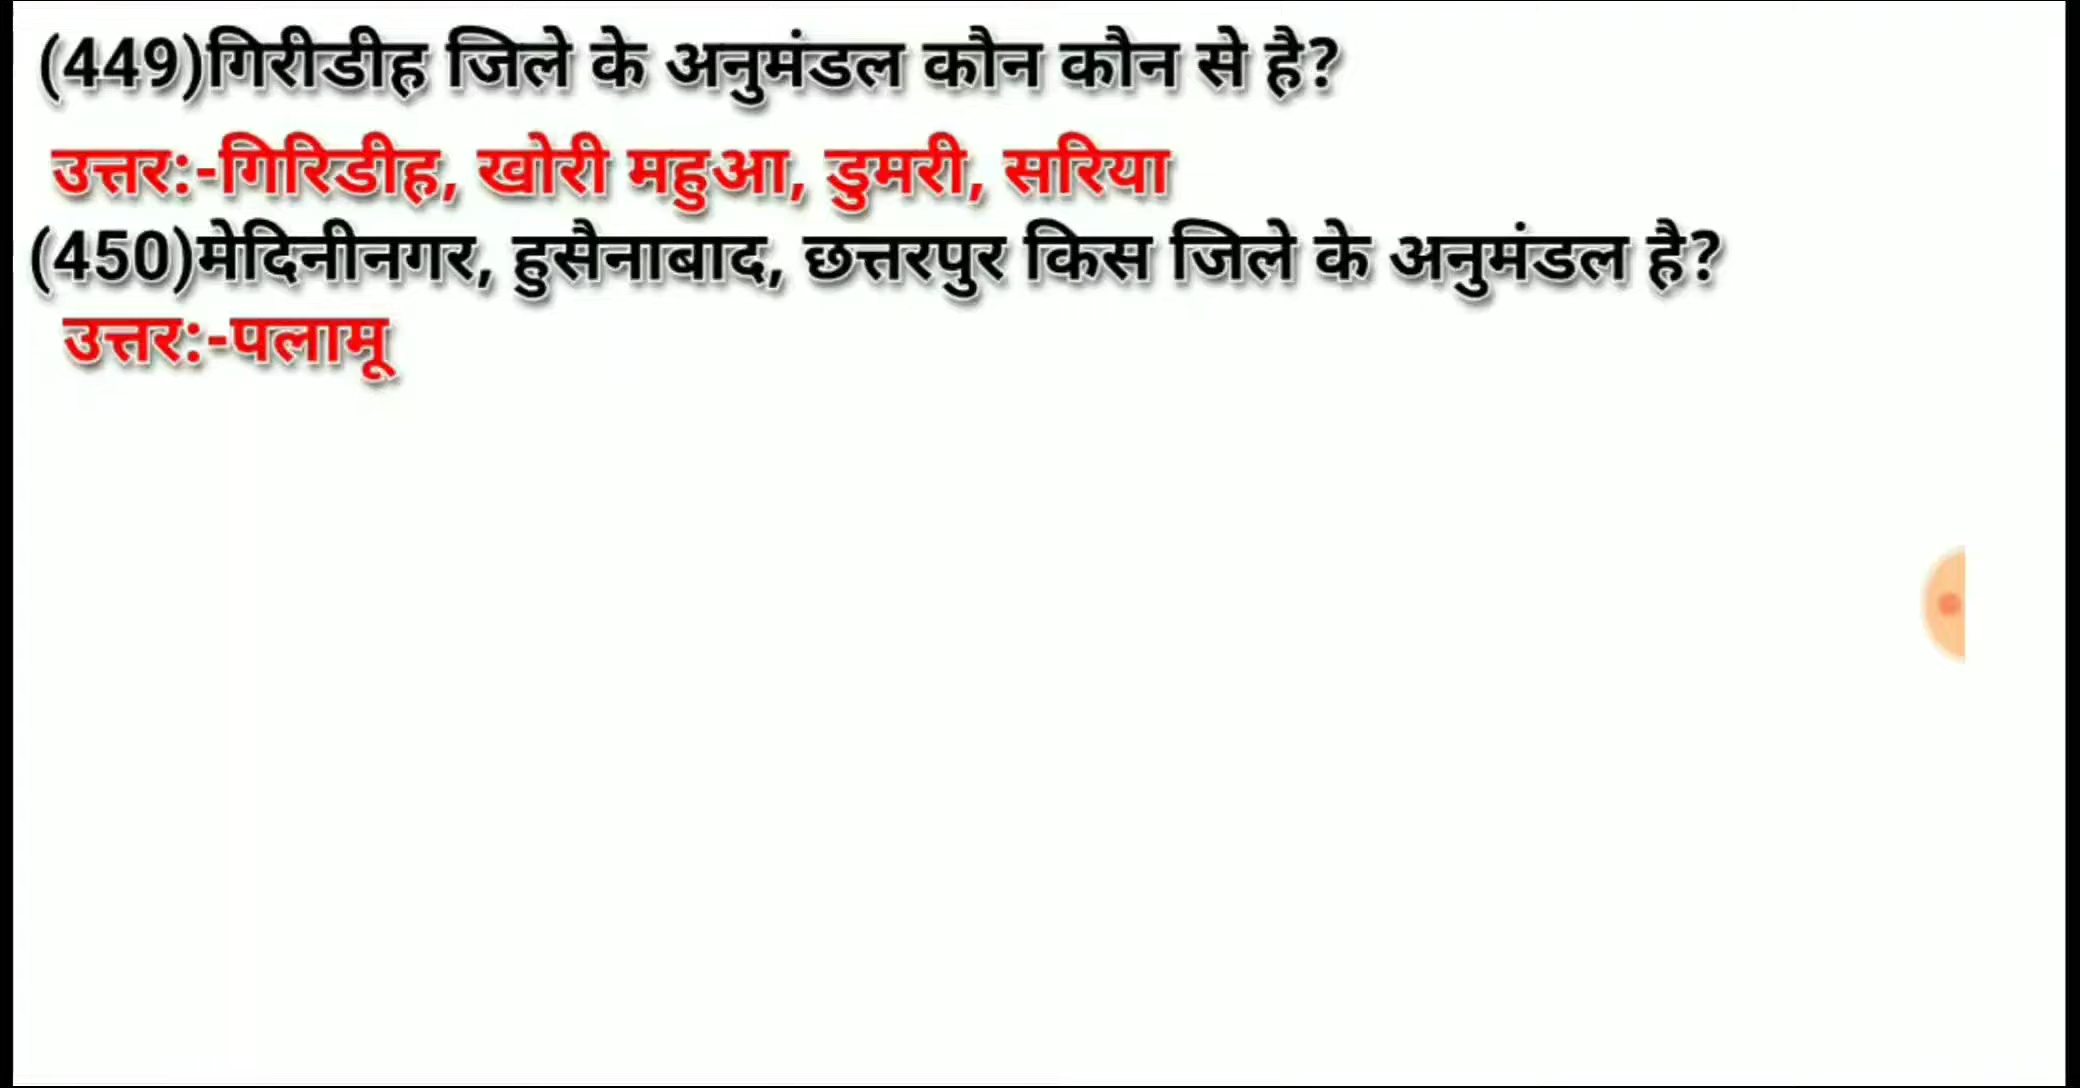 (449)गिरीडीह जिले के अनुमंडल कौन कौन से है?
उत्तर:-गिरिडीह, खोरी महुआ, डुमरी, सरिया
(450)मेदिनीनगर, हुसैनाबाद, छत्तरपुर किस जिले के अनुमंडल है?
उत्तर:-पलामू